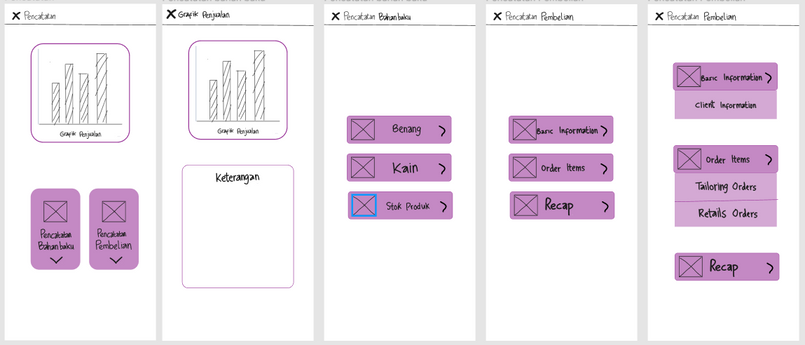 Pencatatan
Grafik Penjualan
Pencatatan
Bahan baku
Pencatatan
Pembelian
Grafik Penjualan
Grafik Penjualan
Keterangan
Pencatatan Bahan baku
Benang
Kain
Stok Produk
Pencatatan Pembelian
Basic Information
Order Items
Recap
Pencatatan Pembelian
Basic Information
Client Information
Order Items
Tailoring Orders
Retails Orders
Recap